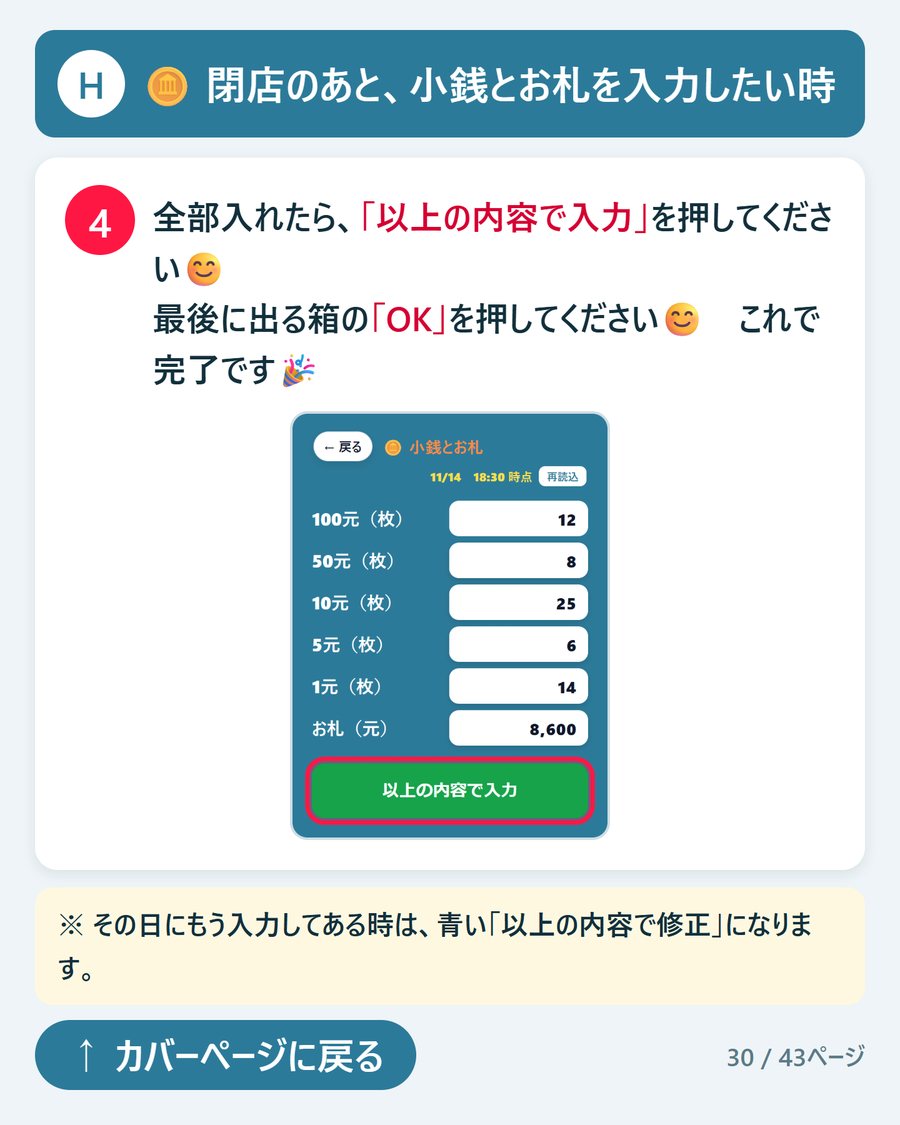 H 🪙 閉店のあと、小銭とお札を入力したい時
4 全部入れたら、「以上の内容で入力」を押してくださ
い😊
最後に出る箱の「OK」を押してください😊 これで
完了です🎉
← 戻る 🪙 小銭とお札
11/14 18:30 時点 再読込
100元（枚） 12
50元（枚） 8
10元（枚） 25
5元（枚） 6
1元（枚） 14
お札（元） 8,600
以上の内容で入力
※ その日にもう入力してある時は、青い「以上の内容で修正」になりま
す。
↑ カバーページに戻る
30 / 43ページ